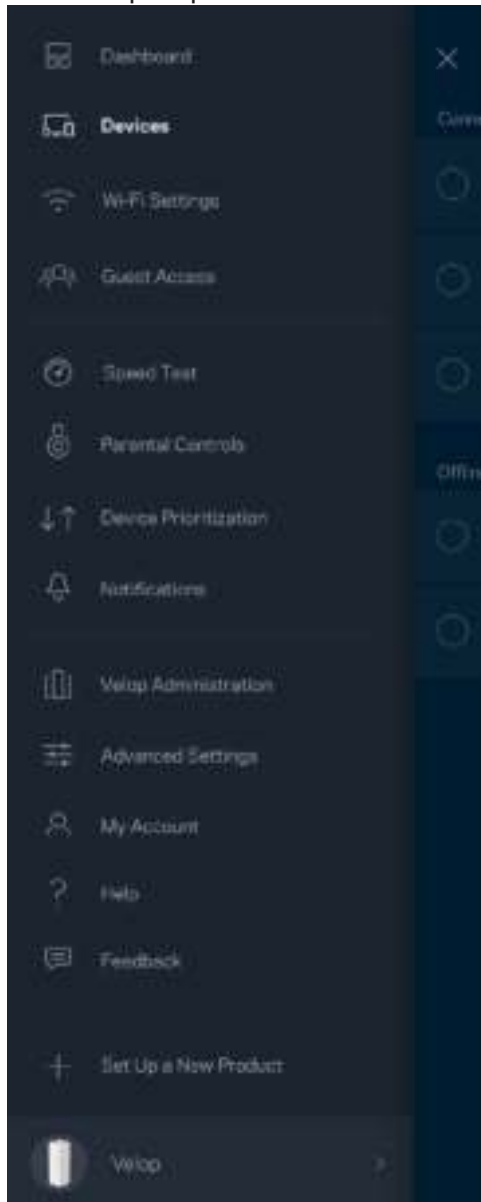 Dashboard
Devices
Wi-Fi Settings
Guest Access
Speed Test
Parental Controls
Device Prioritization
Notifications
Velop Administration
Advanced Settings
My Account
Help
Feedback
Set Up a New Product
Velop